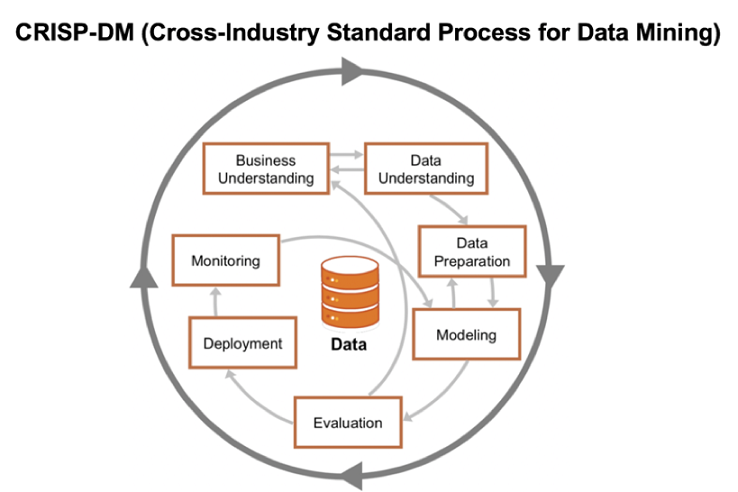 CRISP-DM (Cross-Industry Standard Process for Data Mining)
Business
Understanding
Data
Understanding
Data
Preparation
Monitoring
Modeling
Deployment
Data
Evaluation